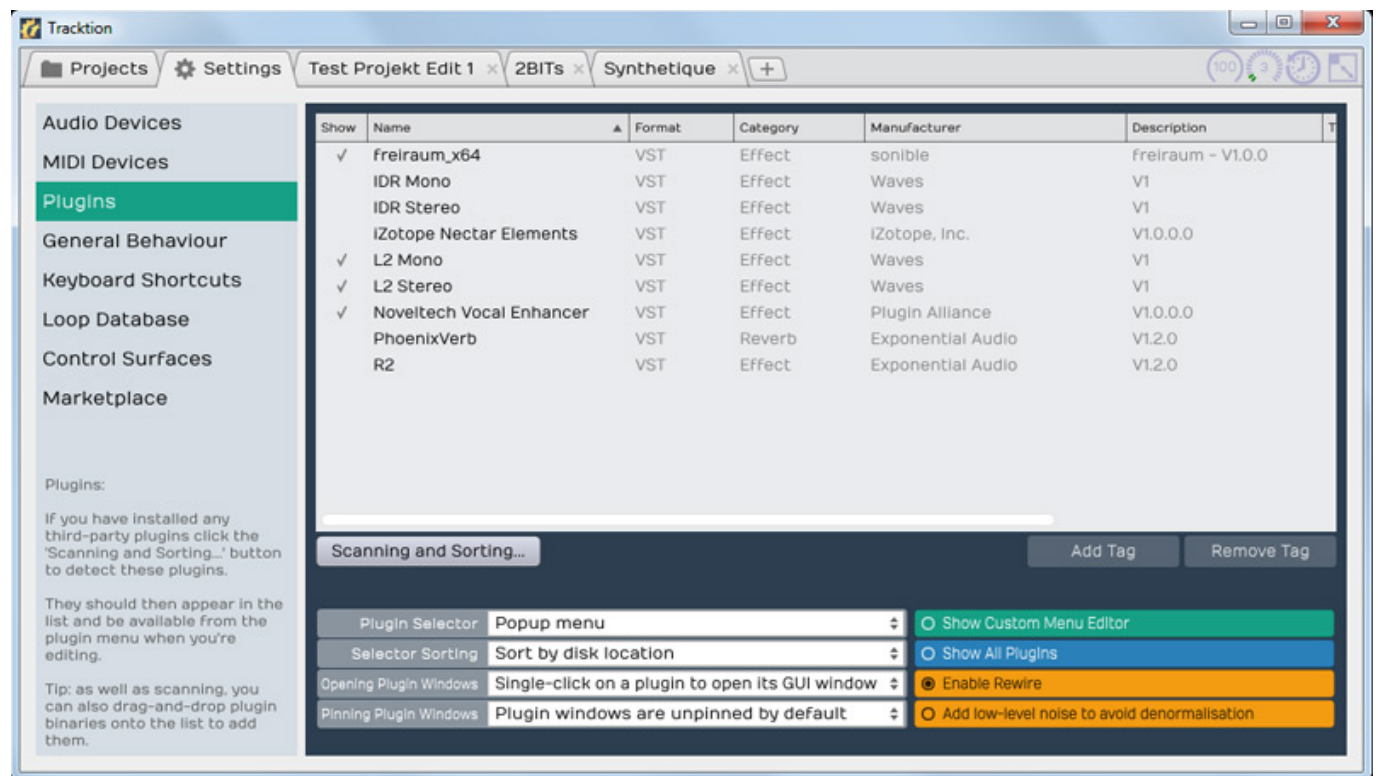 Tracktion
Projects Settings Test Projekt Edit 1 2BITs Synthetique 100 3
Audio Devices
MIDI Devices
Plugins
General Behaviour
Keyboard Shortcuts
Loop Database
Control Surfaces
Marketplace
Plugins:
If you have installed any
third-party plugins click the
'Scanning and Sorting...' button
to detect these plugins.
They should then appear in the
list and be available from the
plugin menu when you're
editing.
Tip: as well as scanning, you
can also drag-and-drop plugin
binaries onto the list to add
them.
Show Name Format Category Manufacturer Description T
√ freiraum_x64 VST Effect sonible freiraum - V1.0.0
IDR Mono VST Effect Waves V1
IDR Stereo VST Effect Waves V1
iZotope Nectar Elements VST Effect iZotope, Inc. V1.0.0.0
√ L2 Mono VST Effect Waves V1
√ L2 Stereo VST Effect Waves V1
√ Noveltech Vocal Enhancer VST Effect Plugin Alliance V1.0.0.0
PhoenixVerb VST Reverb Exponential Audio V1.2.0
R2 VST Effect Exponential Audio V1.2.0
Scanning and Sorting... Add Tag Remove Tag
Plugin Selector Popup menu Show Custom Menu Editor
Selector Sorting Sort by disk location Show All Plugins
Opening Plugin Windows Single-click on a plugin to open its GUI window Enable Rewire
Pinning Plugin Windows Plugin windows are unpinned by default Add low-level noise to avoid denormalisation